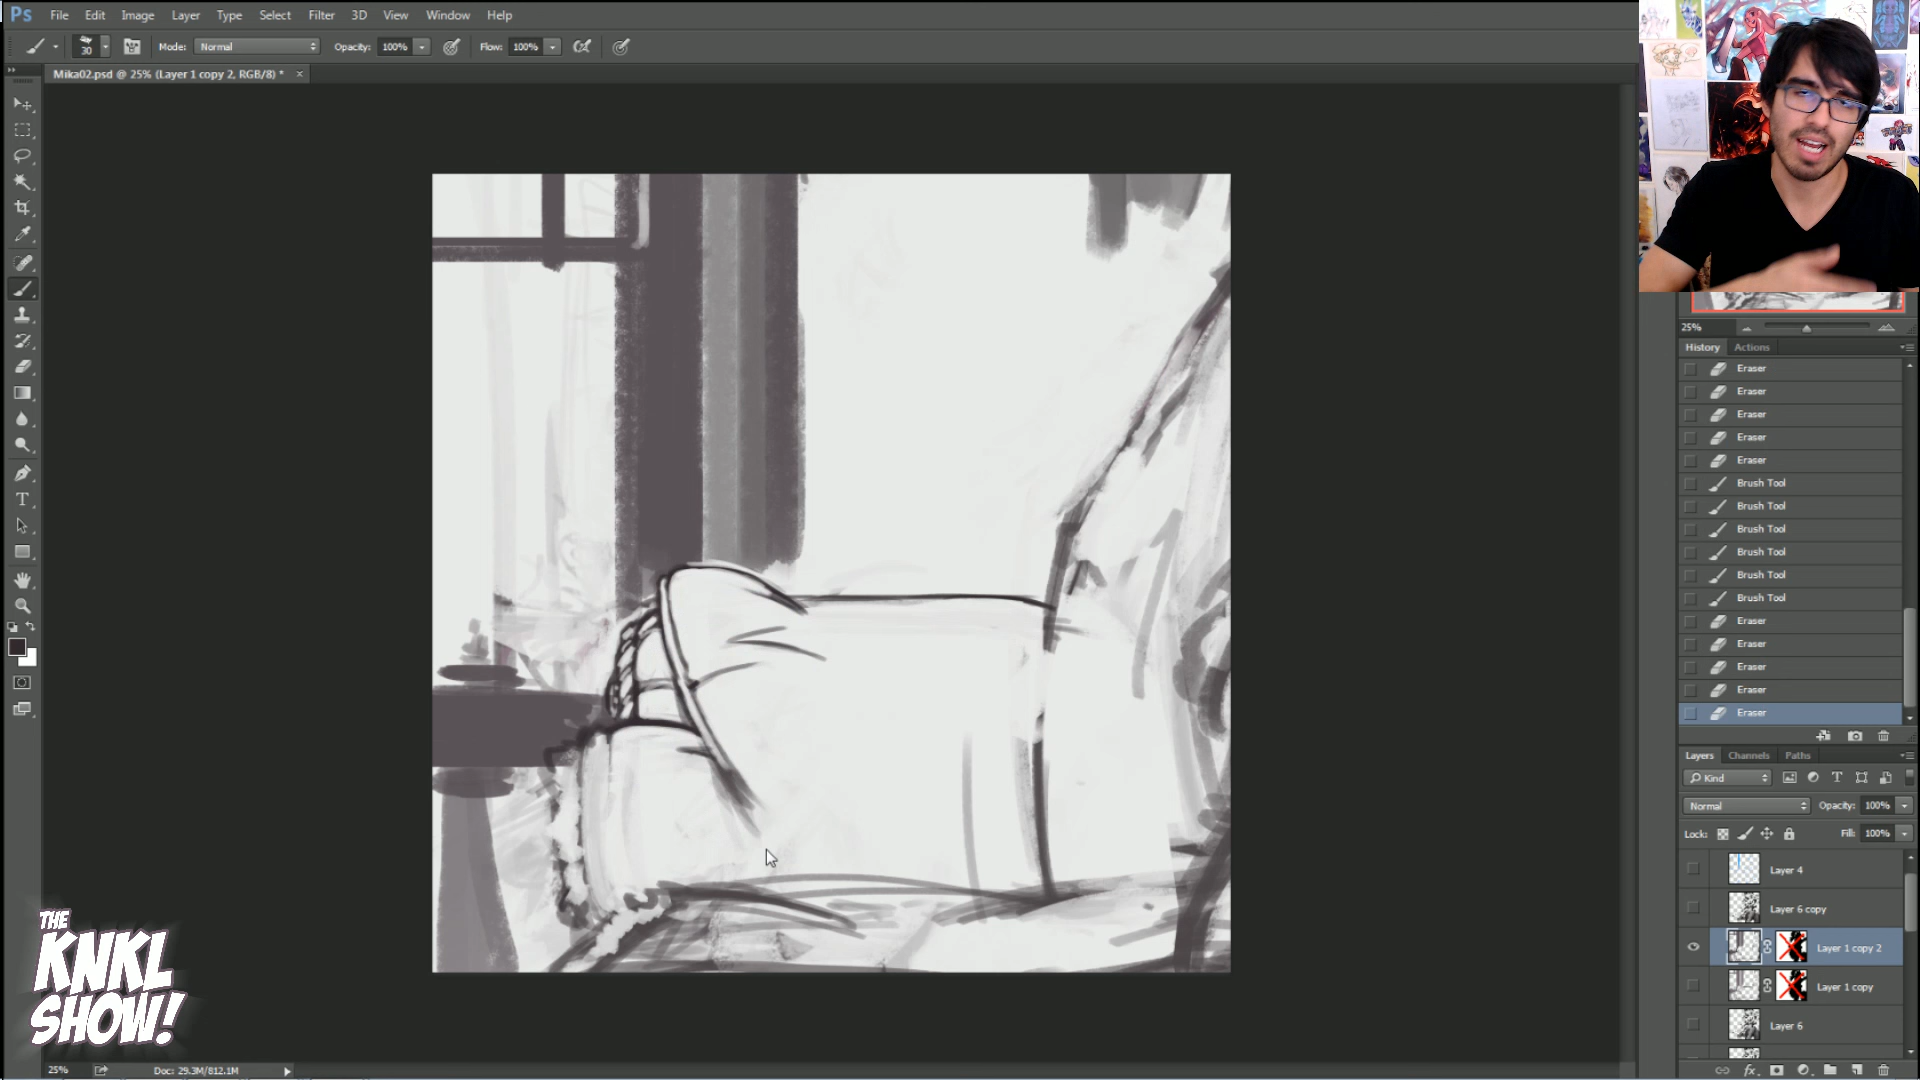 Ps File Edit Image Layer Type Select Filter 3D View Window Help
30 Mode: Normal Opacity: 100% Flow: 100%
Mika02.psd @ 25% (Layer 1 copy 2, RGB/8) * ×
25%
History Actions
Eraser
Eraser
Eraser
Eraser
Eraser
Brush Tool
Brush Tool
Brush Tool
Brush Tool
Brush Tool
Brush Tool
Eraser
Eraser
Eraser
Eraser
Eraser
Layers Channels Paths
Kind
Normal Opacity: 100%
Lock: Fill: 100%
Layer 4
Layer 6 copy
Layer 1 copy 2
Layer 1 copy
Layer 6
THE
KNKL
SHOW!
25% Doc: 29.3M/812.1M